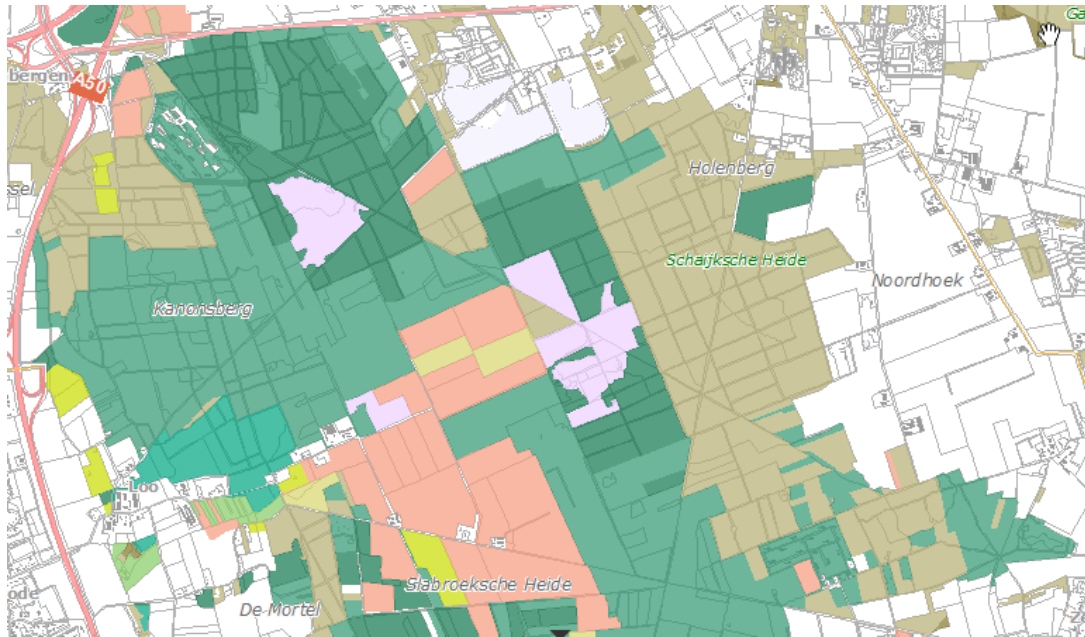 bergen
A50
Holenberg
Schaijksche Heide
Noordhoek
Kanonsberg
Loo
Slabroeksche Heide
De Mortel